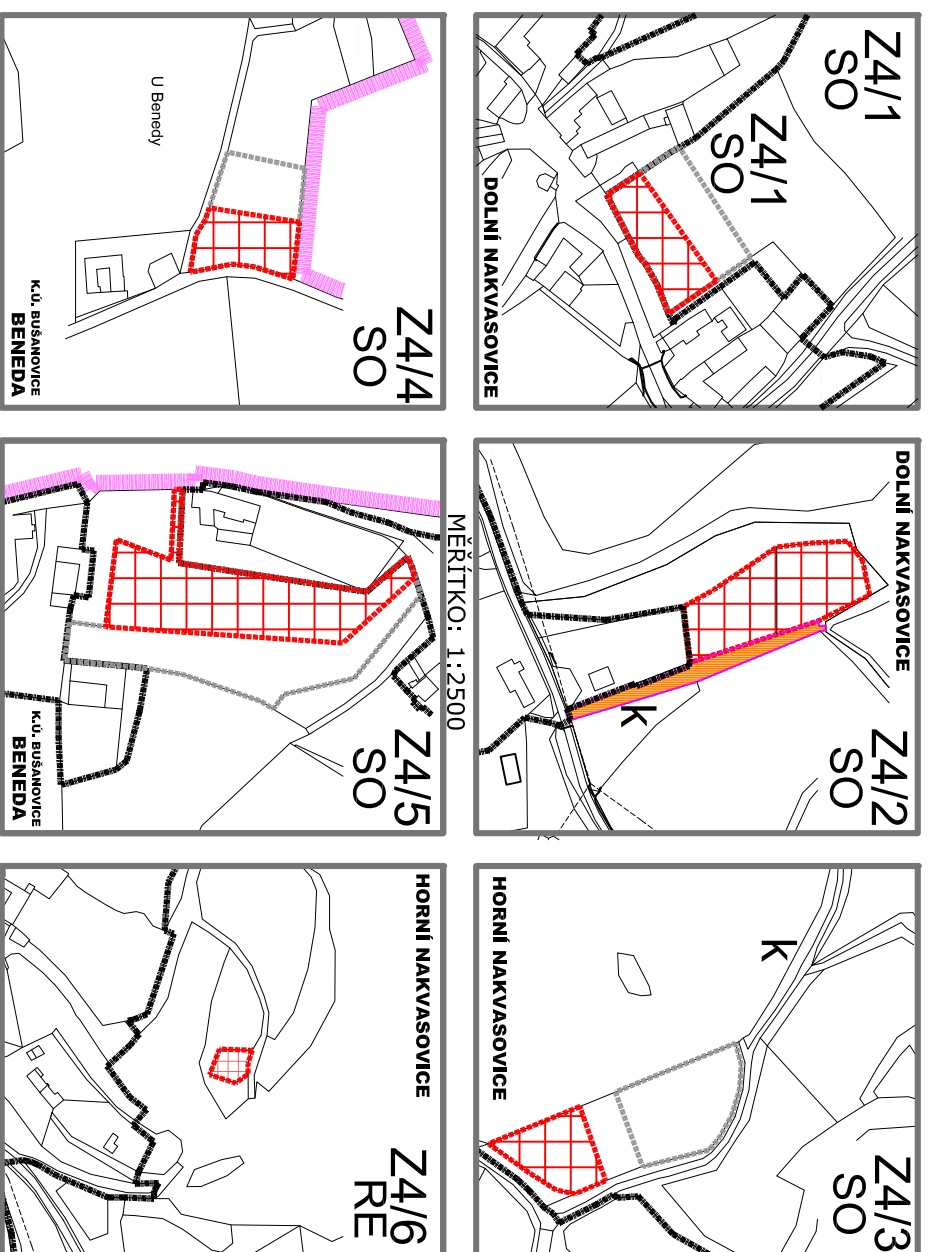 Z4/1
SO
Z4/1
SO
DOLNÍ NAKVASOVICE
DOLNÍ NAKVASOVICE
Z4/2
SO
k
HORNÍ NAKVASOVICE
k
Z4/3
SO
MĚŘÍTKO: 1:2500
U Benedy
Z4/4
SO
K.Ú. BUŠANOVICE
BENEDA
Z4/5
SO
K.Ú. BUŠANOVICE
BENEDA
HORNÍ NAKVASOVICE
Z4/6
RE